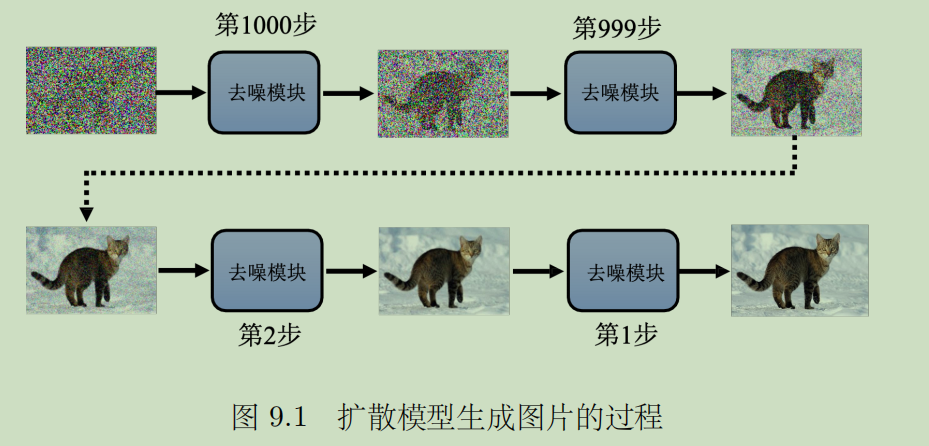 第1000步
第999步
去噪模块
去噪模块
去噪模块
去噪模块
第2步
第1步
图 9.1 扩散模型生成图片的过程